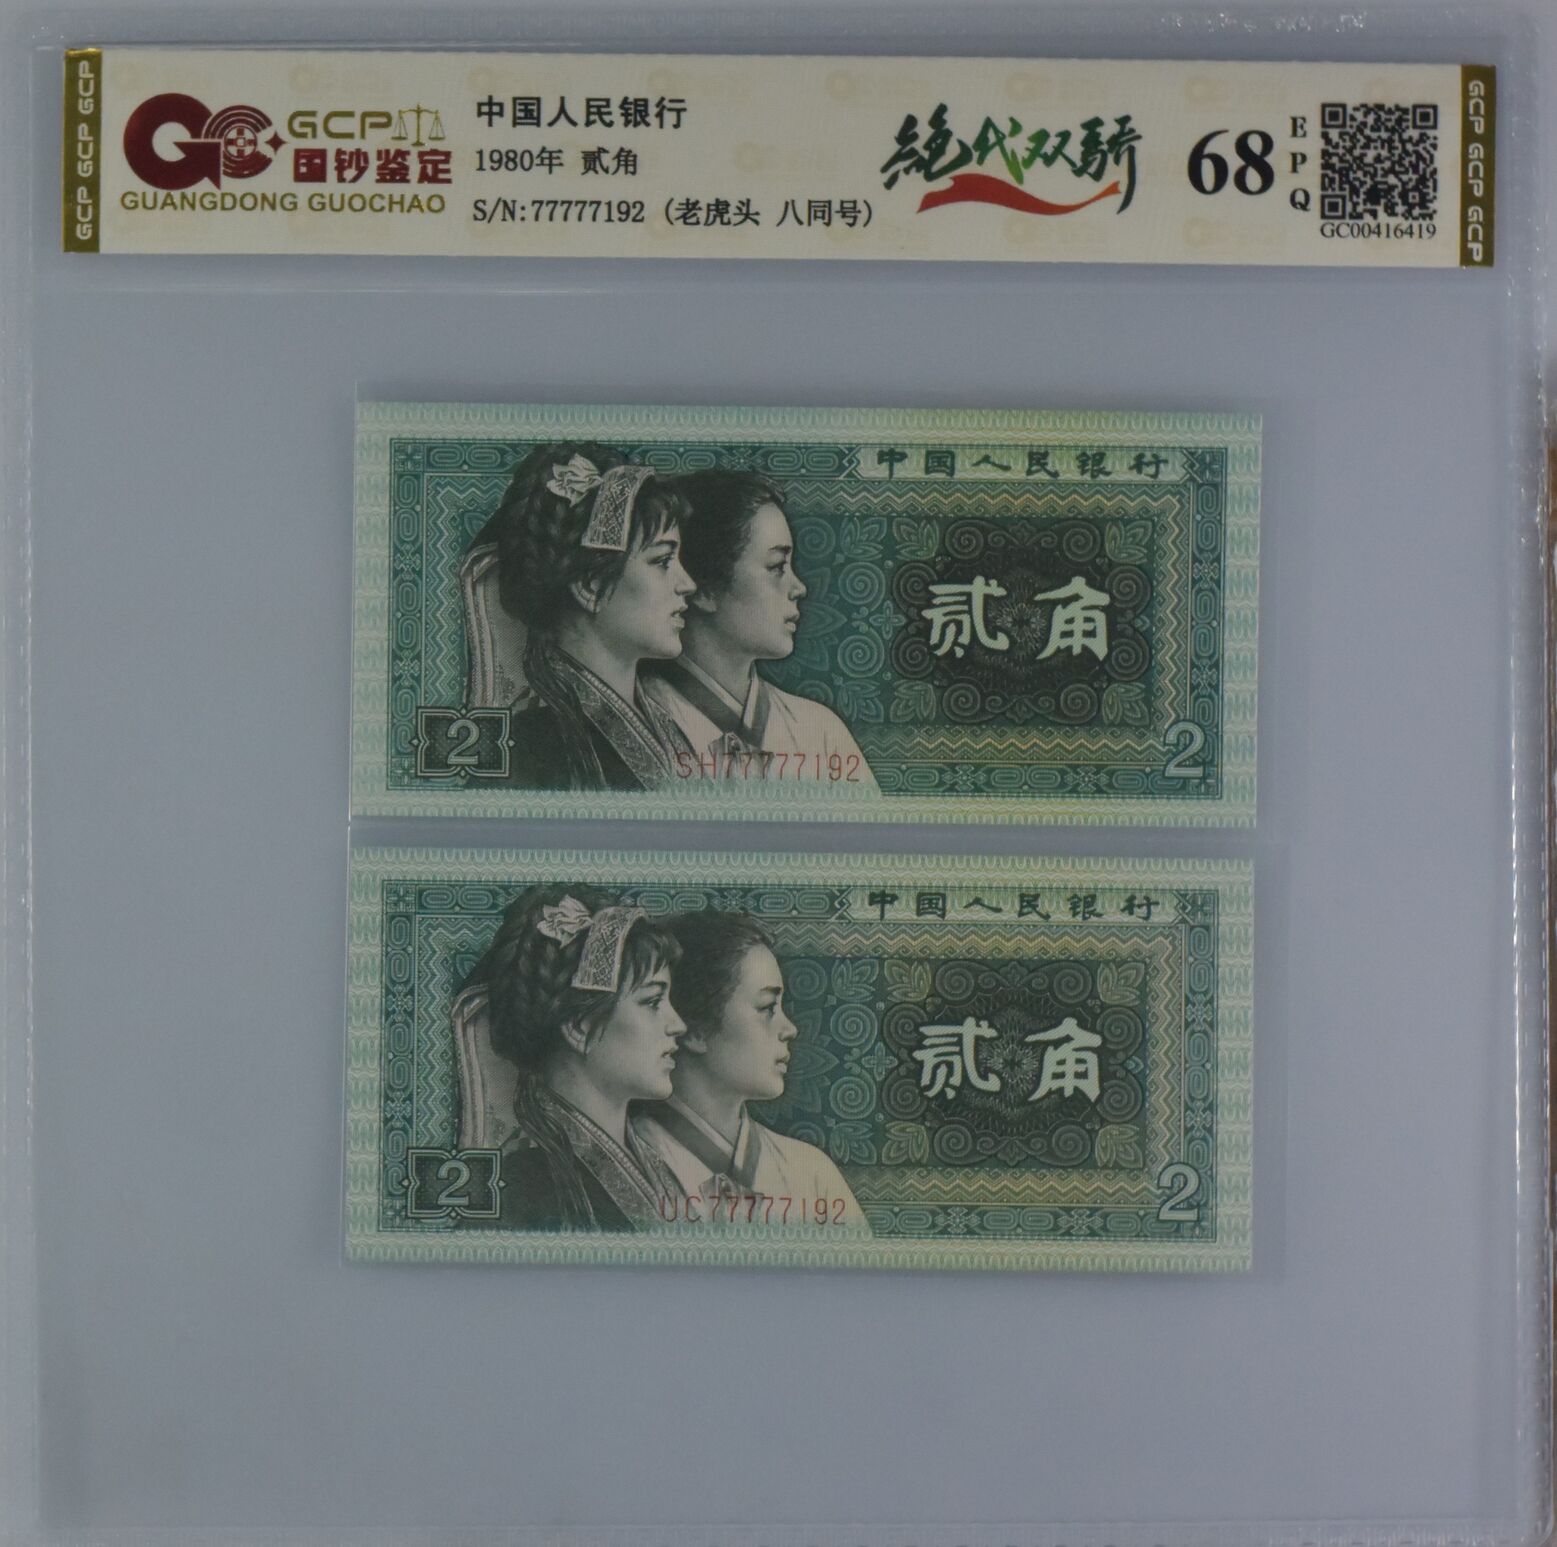 GCP GCP GCP
GCP
国钞鉴定
GUANGDONG GUOCHAO
中国人民银行
1980年 贰角
S/N:77777192 (老虎头 八同号)
絕代双骄
68
EPQ
GC00416419
GCP GCP GCP
中国人民银行
贰角
2
SH77777192
2
中国人民银行
贰角
2
UC77777192
2